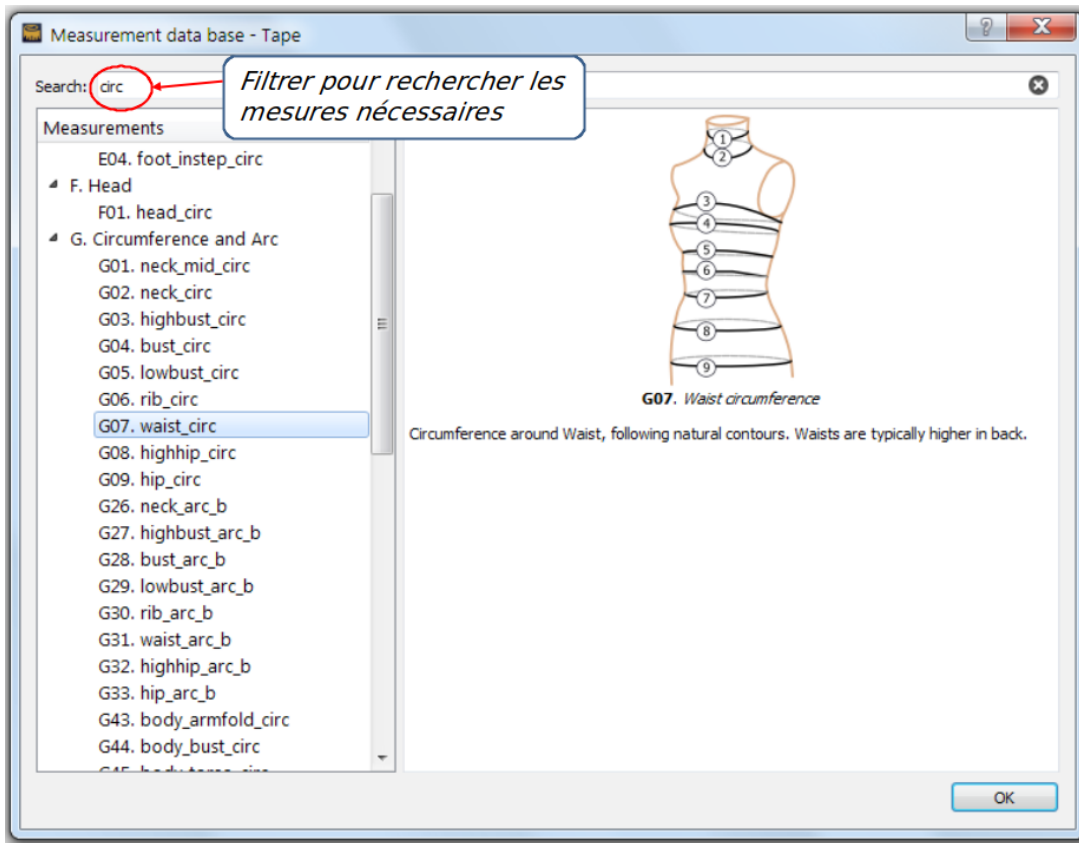 Measurement data base - Tape
Search: circ
Filtrer pour rechercher les
mesures nécessaires
Measurements
E04. foot_instep_circ
F. Head
F01. head_circ
G. Circumference and Arc
G01. neck_mid_circ
G02. neck_circ
G03. highbust_circ
G04. bust_circ
G05. lowbust_circ
G06. rib_circ
G07. waist_circ
G08. highhip_circ
G09. hip_circ
G26. neck_arc_b
G27. highbust_arc_b
G28. bust_arc_b
G29. lowbust_arc_b
G30. rib_arc_b
G31. waist_arc_b
G32. highhip_arc_b
G33. hip_arc_b
G43. body_armfold_circ
G44. body_bust_circ
1
2
3
4
5
6
7
8
9
G07. Waist circumference
Circumference around Waist, following natural contours. Waists are typically higher in back.
OK